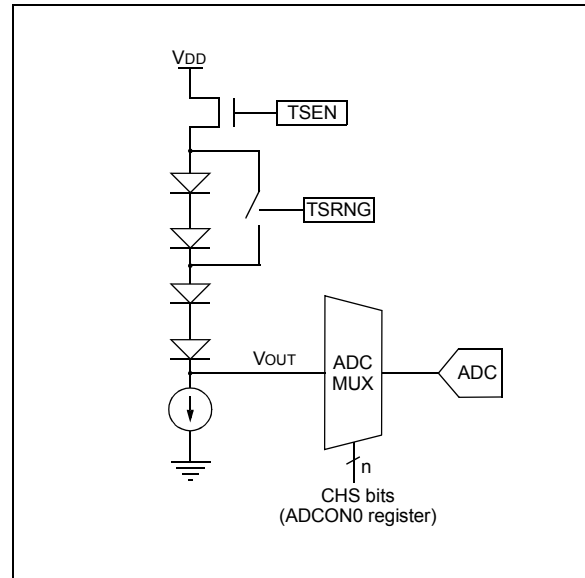 VDD
TSEN
TSRNG
VOUT
ADC
MUX
ADC
n
CHS bits
(ADCON0 register)